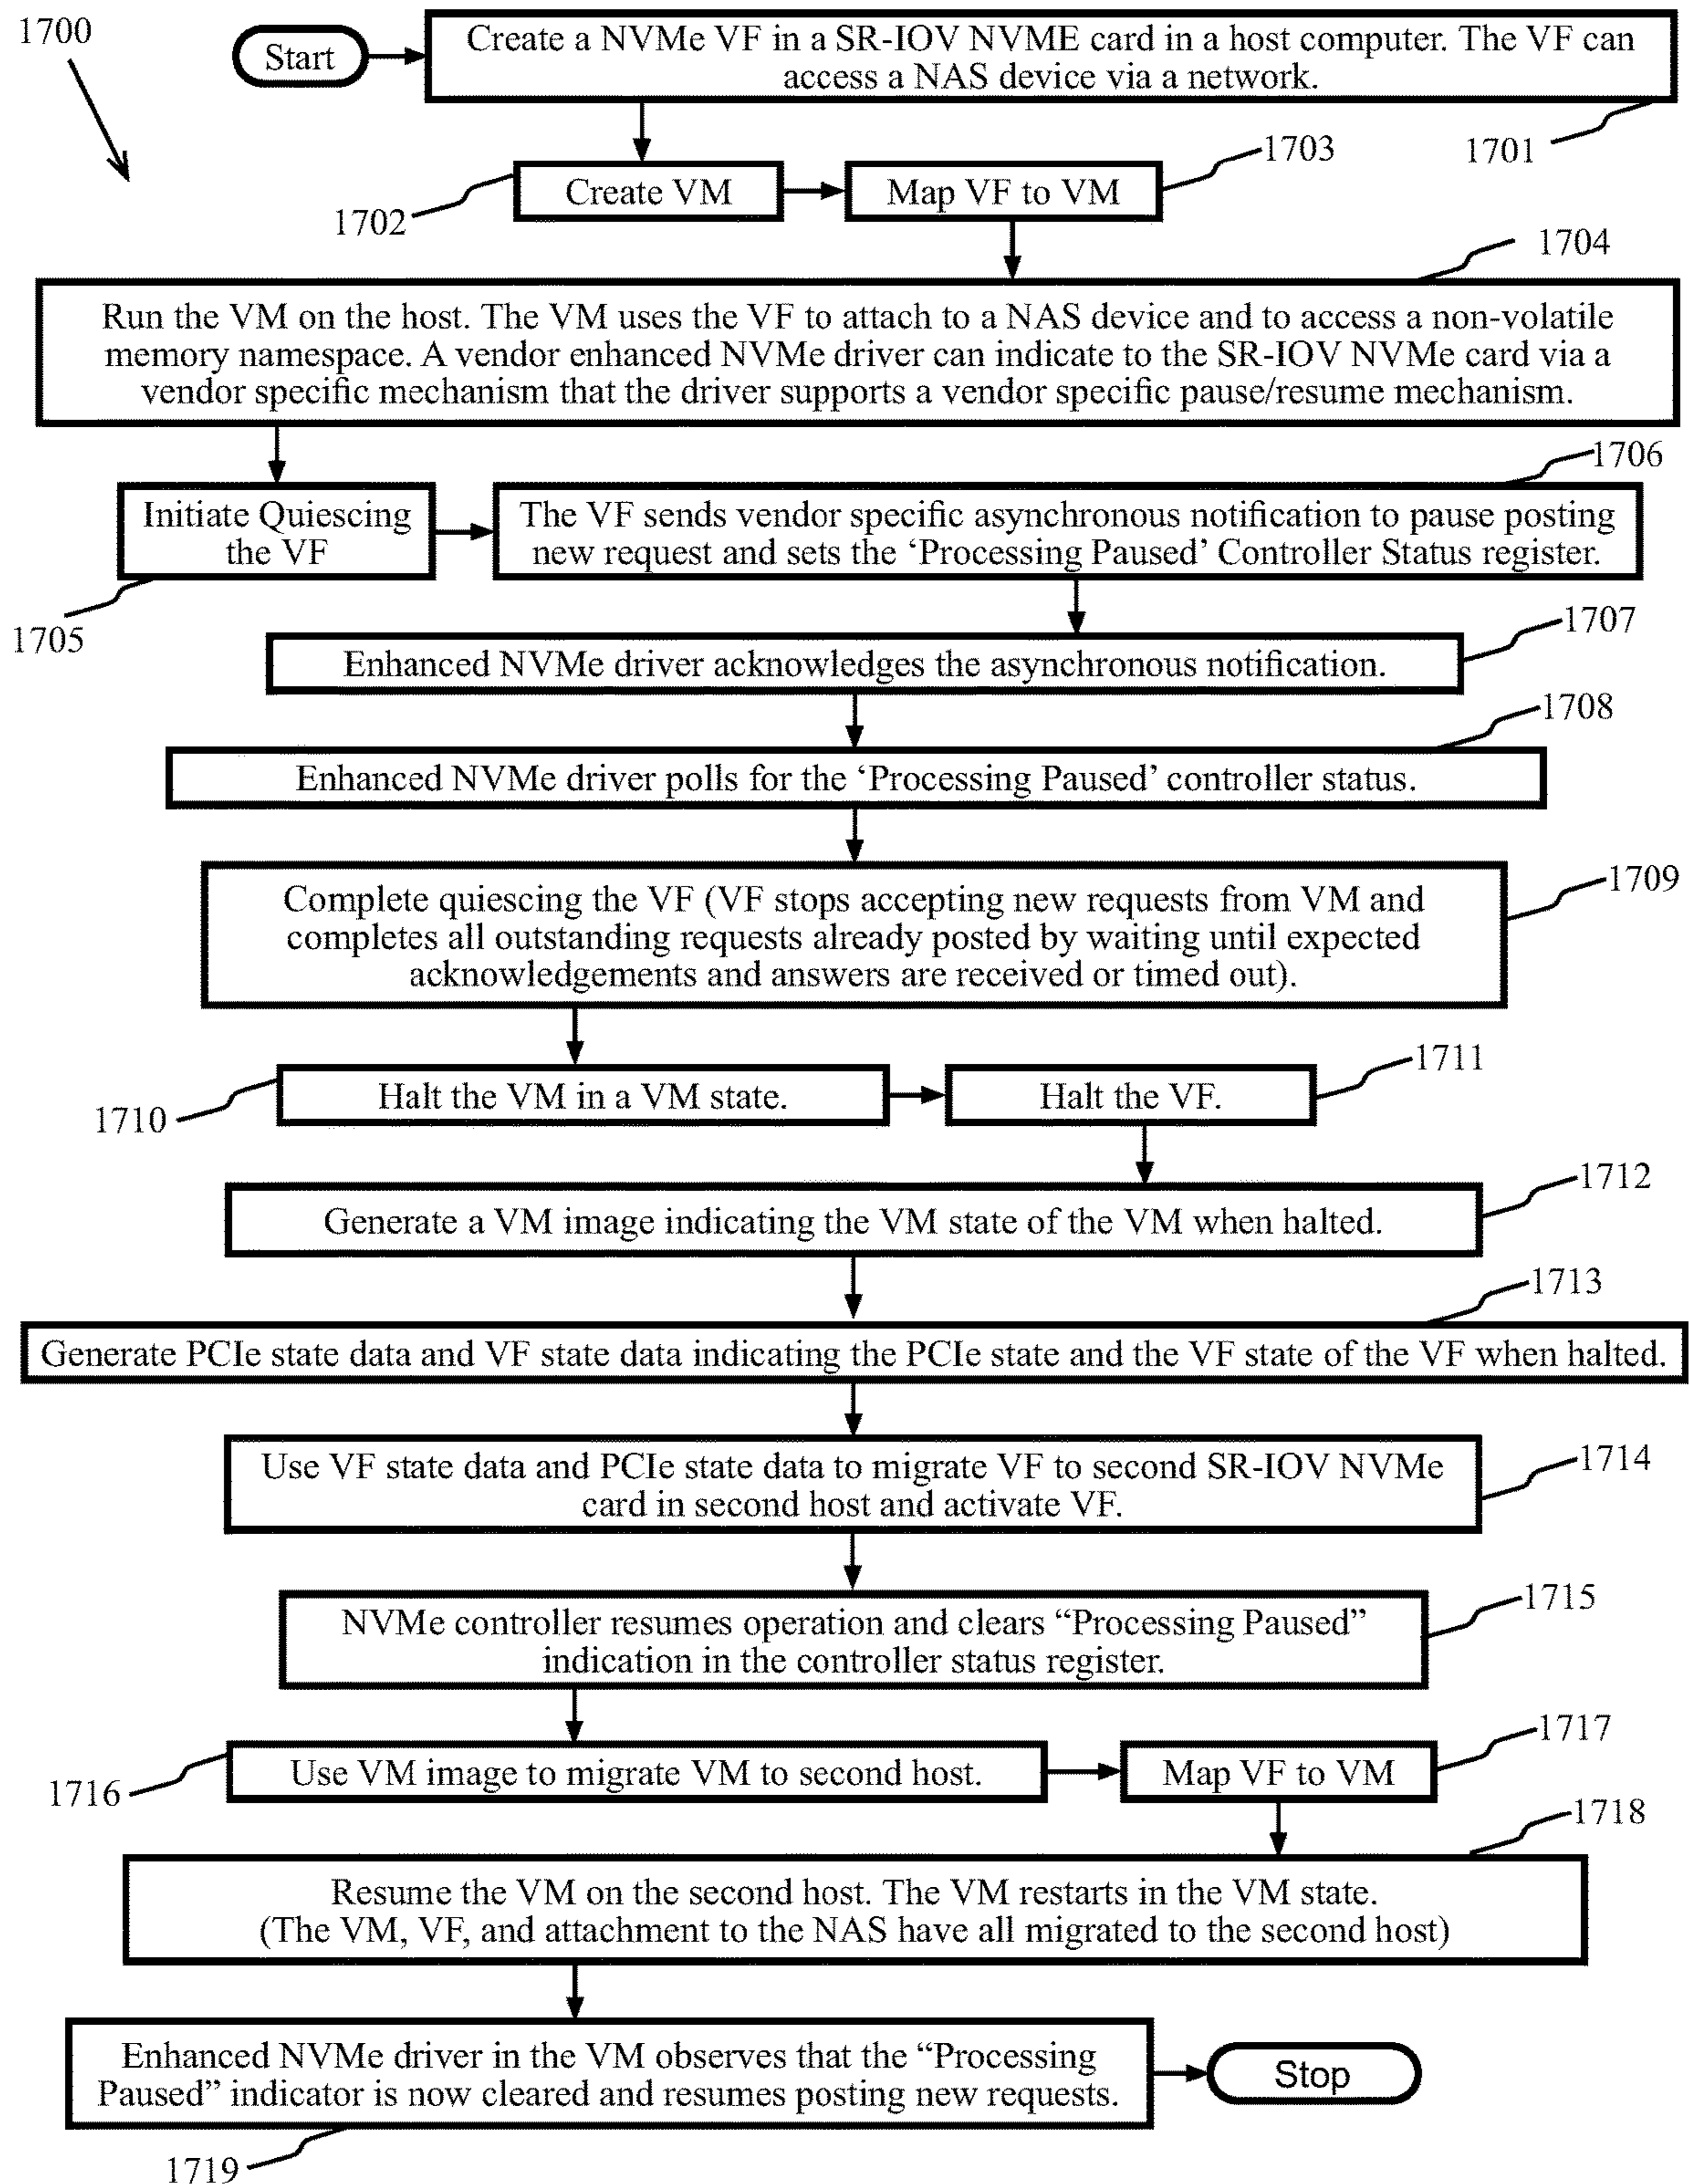 1700
Start
Create a NVMe VF in a SR-IOV NVME card in a host computer. The VF can
access a NAS device via a network.
1701
Create VM
1702
Map VF to VM
1703
1704
Run the VM on the host. The VM uses the VF to attach to a NAS device and to access a non-volatile
memory namespace. A vendor enhanced NVMe driver can indicate to the SR-IOV NVMe card via a
vendor specific mechanism that the driver supports a vendor specific pause/resume mechanism.
1706
Initiate Quiescing
the VF
1705
The VF sends vendor specific asynchronous notification to pause posting
new request and sets the ‘Processing Paused’ Controller Status register.
1707
Enhanced NVMe driver acknowledges the asynchronous notification.
1708
Enhanced NVMe driver polls for the ‘Processing Paused’ controller status.
1709
Complete quiescing the VF (VF stops accepting new requests from VM and
completes all outstanding requests already posted by waiting until expected
acknowledgements and answers are received or timed out).
1710
Halt the VM in a VM state.
Halt the VF.
1711
1712
Generate a VM image indicating the VM state of the VM when halted.
1713
Generate PCIe state data and VF state data indicating the PCIe state and the VF state of the VF when halted.
1714
Use VF state data and PCIe state data to migrate VF to second SR-IOV NVMe
card in second host and activate VF.
1715
NVMe controller resumes operation and clears “Processing Paused”
indication in the controller status register.
1716
Use VM image to migrate VM to second host.
Map VF to VM
1717
1718
Resume the VM on the second host. The VM restarts in the VM state.
(The VM, VF, and attachment to the NAS have all migrated to the second host)
Enhanced NVMe driver in the VM observes that the “Processing
Paused” indicator is now cleared and resumes posting new requests.
1719
Stop